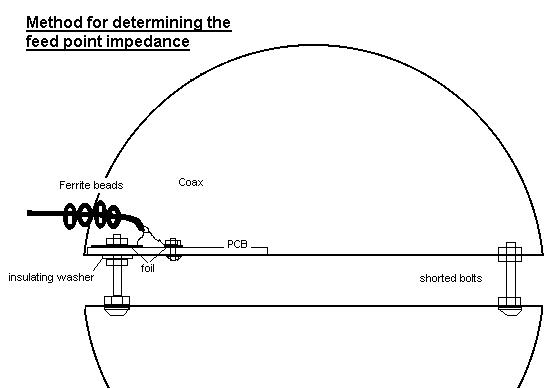 Method for determining the
feed point impedance
Ferrite beads
Coax
PCB
foil
insulating washer
shorted bolts